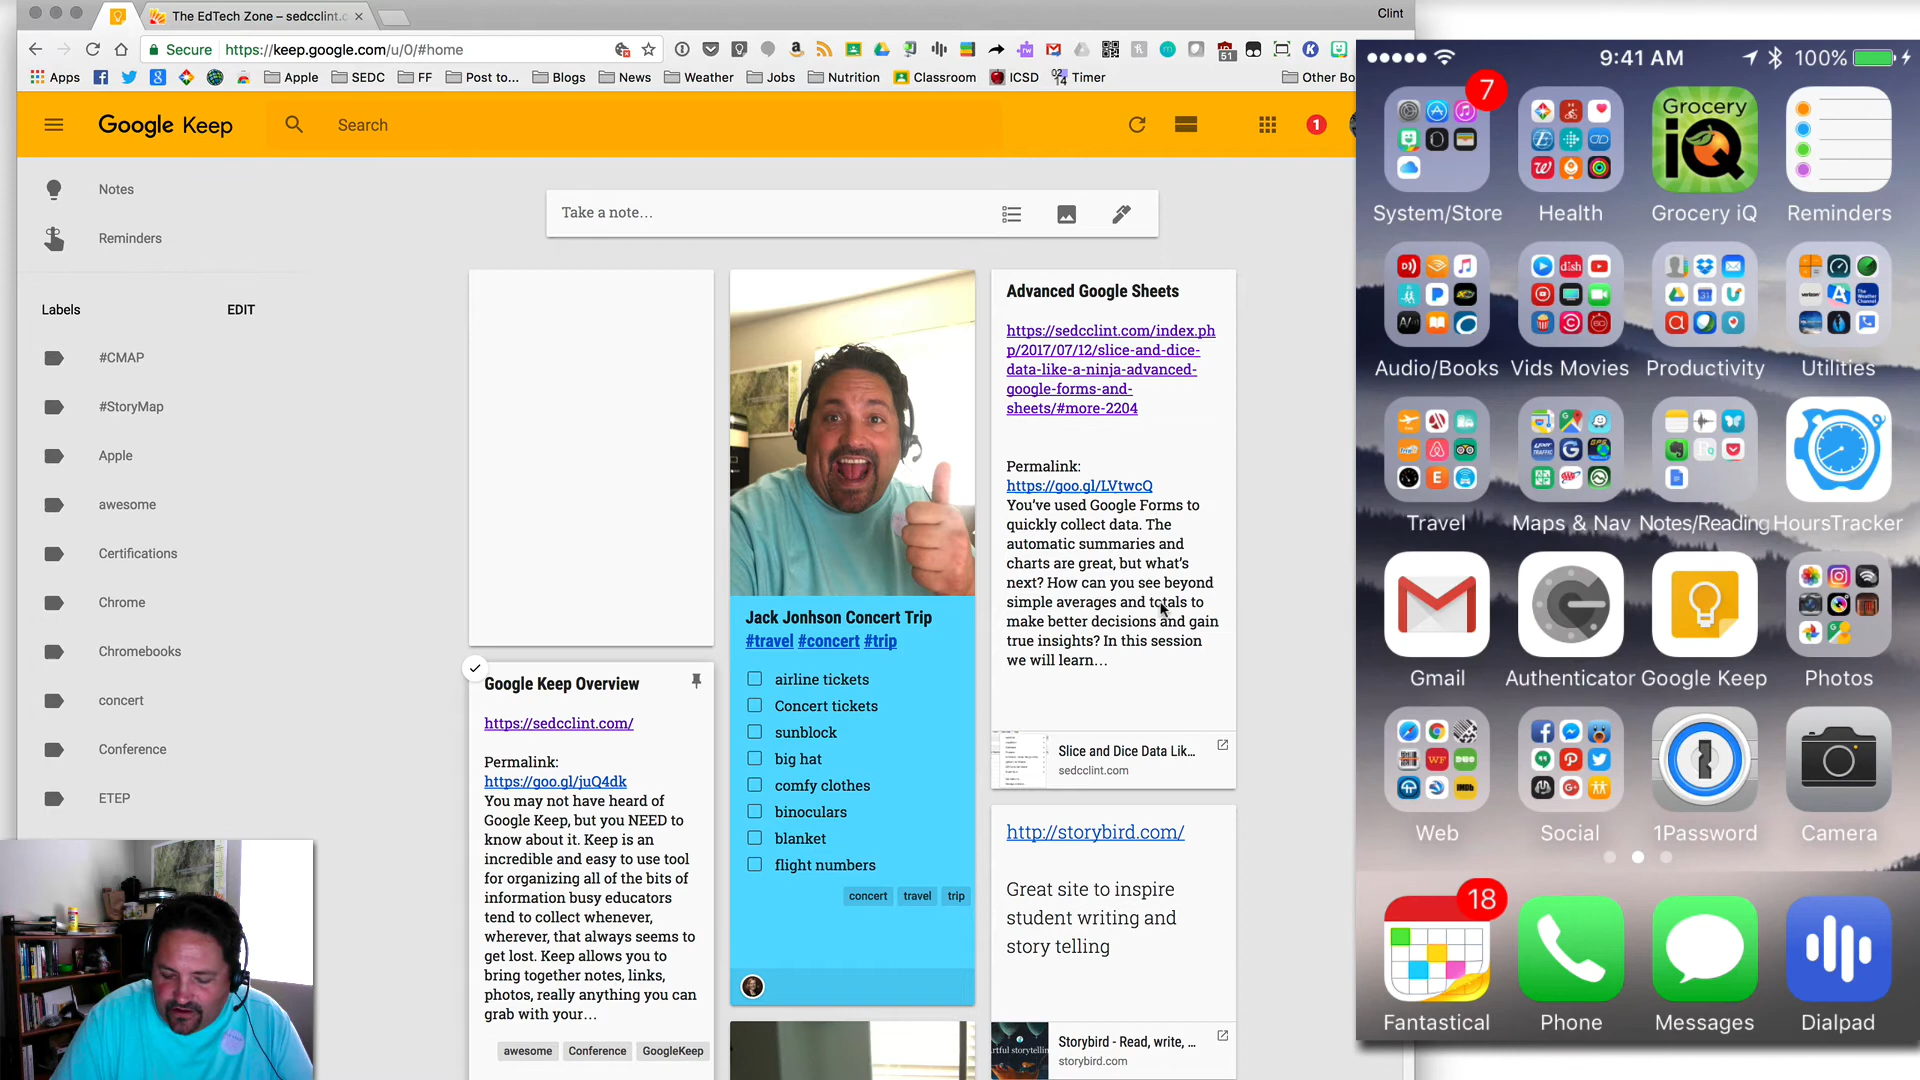 Clint
The EdTech Zone – sedcclint.c
Secure
https://keep.google.com/u/0/#home
51
Apps
Apple
SEDC
FF
Post to...
Blogs
News
Weather
Jobs
Nutrition
Classroom
ICSD
Timer
Other Bo
Google Keep
Search
1
Notes
Reminders
Labels
EDIT
#CMAP
#StoryMap
Apple
awesome
Certifications
Chrome
Chromebooks
concert
Conference
ETEP
Take a note...
Google Keep Overview
https://sedcclint.com/
Permalink:
https://goo.gl/juQ4dk
You may not have heard of
Google Keep, but you NEED to
know about it. Keep is an
incredible and easy to use tool
for organizing all of the bits of
information busy educators
tend to collect whenever,
wherever, that always seems to
get lost. Keep allows you to
bring together notes, links,
photos, really anything you can
grab with your…
awesome
Conference
GoogleKeep
Jack Jonhson Concert Trip
#travel #concert #trip
airline tickets
Concert tickets
sunblock
big hat
comfy clothes
binoculars
blanket
flight numbers
concert
travel
trip
Advanced Google Sheets
https://sedcclint.com/index.ph
p/2017/07/12/slice-and-dice-
data-like-a-ninja-advanced-
google-forms-and-
sheets/#more-2204
Permalink:
https://goo.gl/LVtwcQ
You've used Google Forms to
quickly collect data. The
automatic summaries and
charts are great, but what's
next? How can you see beyond
simple averages and totals to
make better decisions and gain
true insights? In this session
we will learn…
Slice and Dice Data Lik...
sedcclint.com
http://storybird.com/
Great site to inspire
student writing and
story telling
Storybird - Read, write, ...
storybird.com
9:41 AM
100%
7
System/Store
Health
Grocery
iQ
Grocery iQ
Reminders
Audio/Books
Vids Movies
Productivity
Utilities
Travel
Maps & Nav
Notes/Reading
HoursTracker
Gmail
Authenticator
Google Keep
Photos
Web
Social
1Password
Camera
18
Fantastical
Phone
Messages
Dialpad